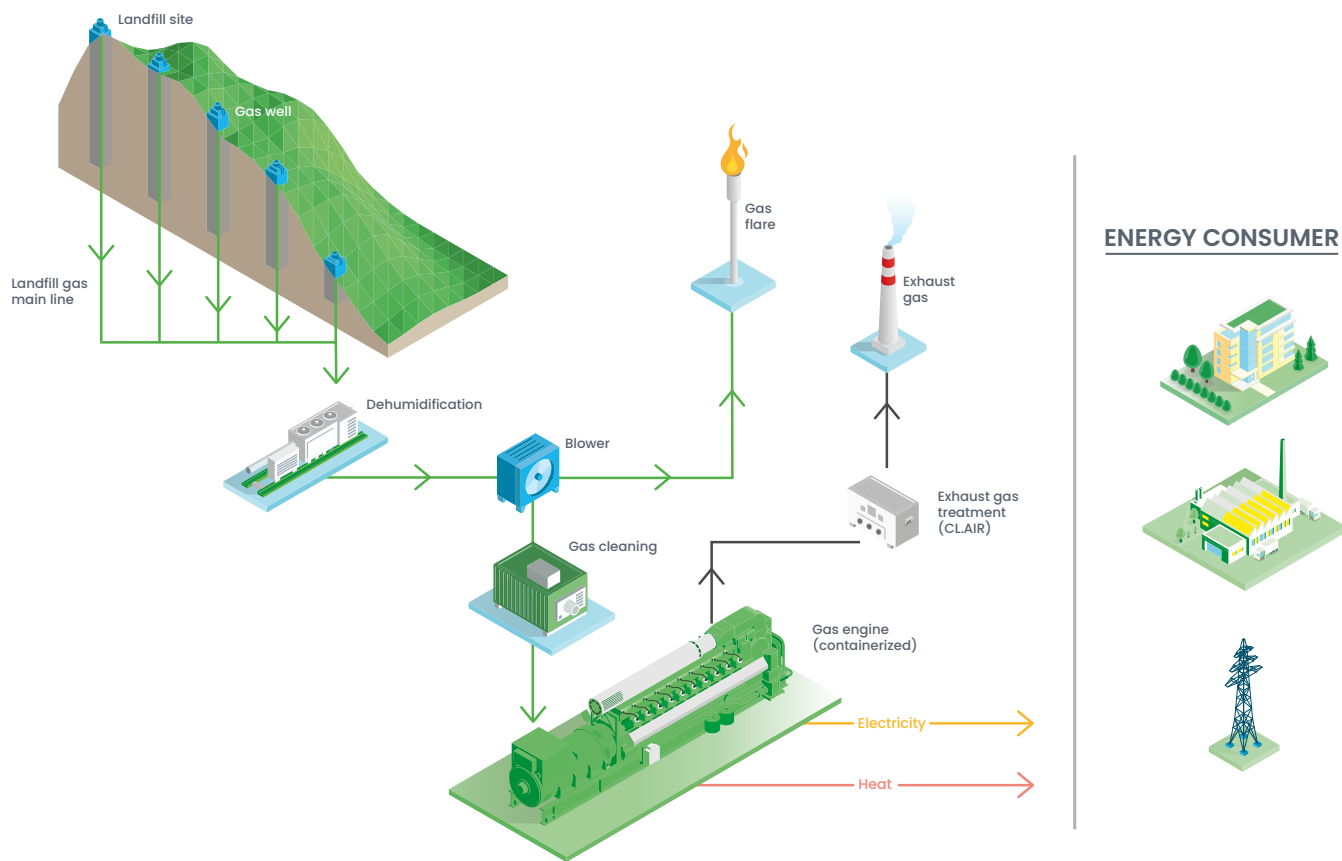 Landfill site
Gas well
Landfill gas
main line
Dehumidification
Blower
Gas
flare
Exhaust
gas
Exhaust gas
treatment
(CL.AIR)
Gas cleaning
Gas engine
(containerized)
Electricity
Heat
ENERGY CONSUMER